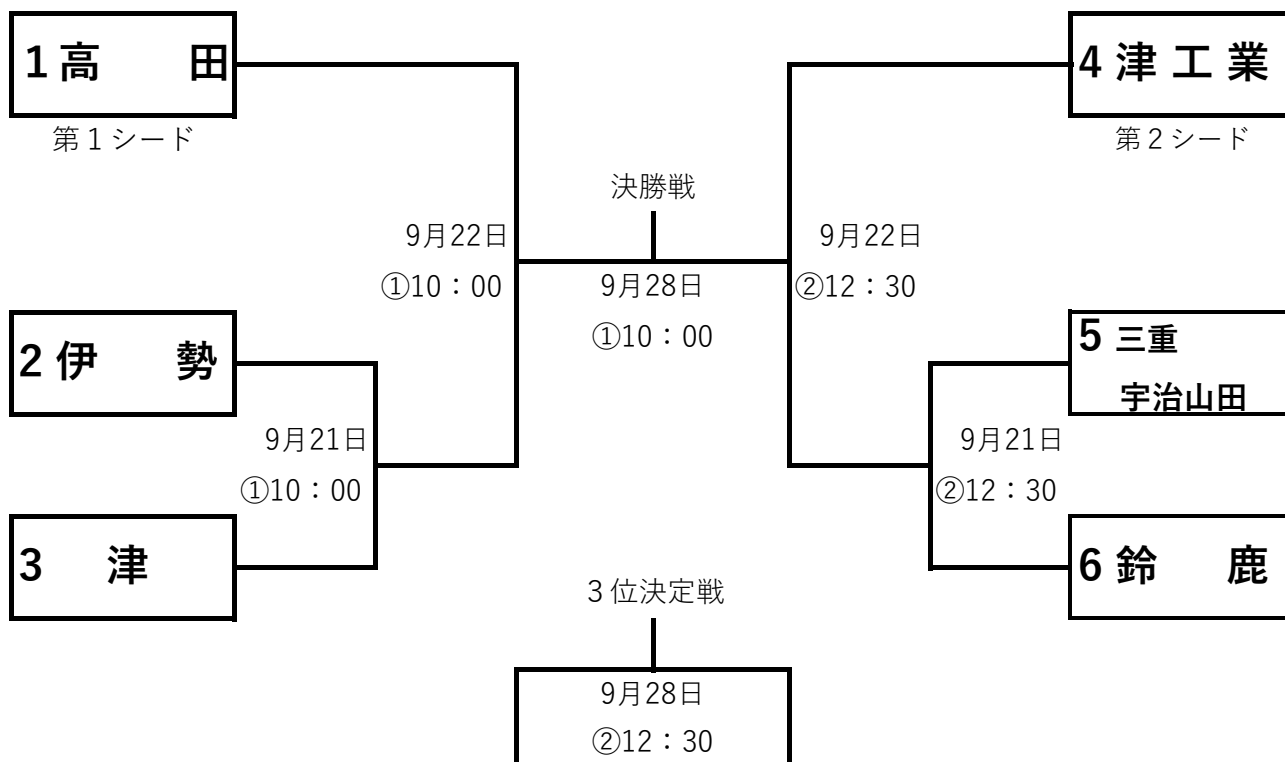 1 高　　田
第１シード
4 津 工 業
第２シード
決勝戦
9月22日
①10：00
9月28日
①10：00
9月22日
②12：30
2 伊　　勢
5 三重
宇治山田
9月21日
①10：00
9月21日
②12：30
3　津
6 鈴　　鹿
３位決定戦
9月28日
②12：30